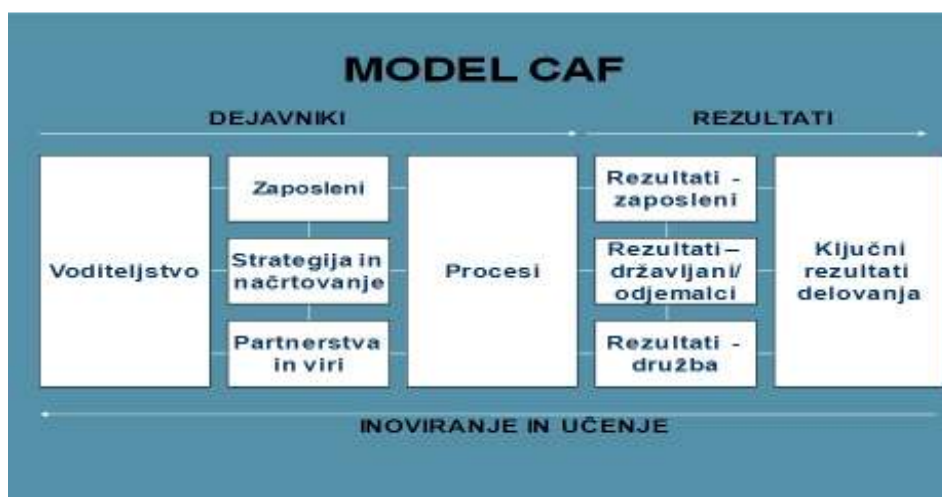 MODEL CAF
DEJAVNIKI
REZULTATI
Voditeljstvo
Zaposleni
Strategija in
načrtovanje
Partnerstva
in viri
Procesi
Rezultati -
zaposleni
Rezultati –
državljani/
odjemalci
Rezultati -
družba
Ključni
rezultati
delovanja
INOVIRANJE IN UČENJE